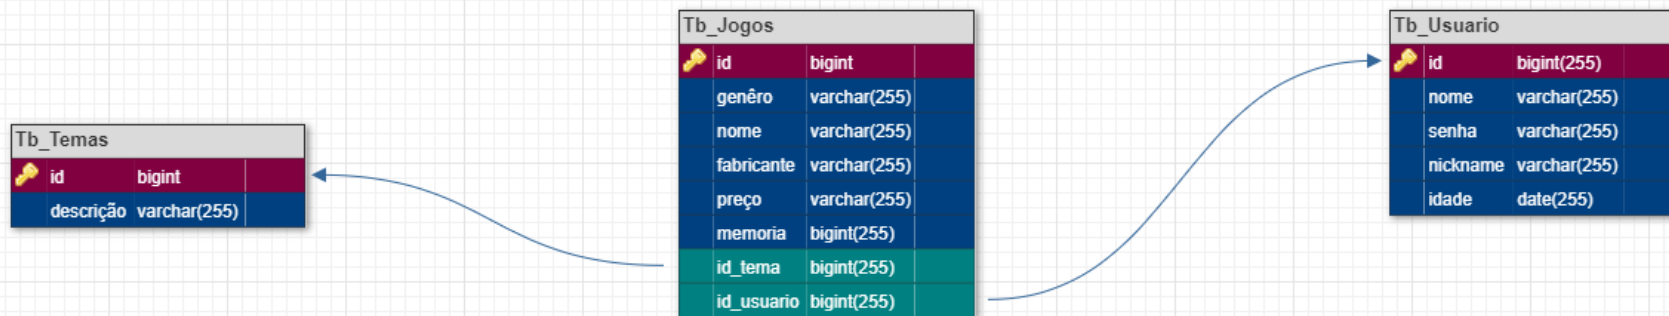 Tb_Temas
id bigint
descrição varchar(255)
Tb_Jogos
id bigint
genêro varchar(255)
nome varchar(255)
fabricante varchar(255)
preço varchar(255)
memoria bigint(255)
id_tema bigint(255)
id_usuario bigint(255)
Tb_Usuario
id bigint(255)
nome varchar(255)
senha varchar(255)
nickname varchar(255)
idade date(255)